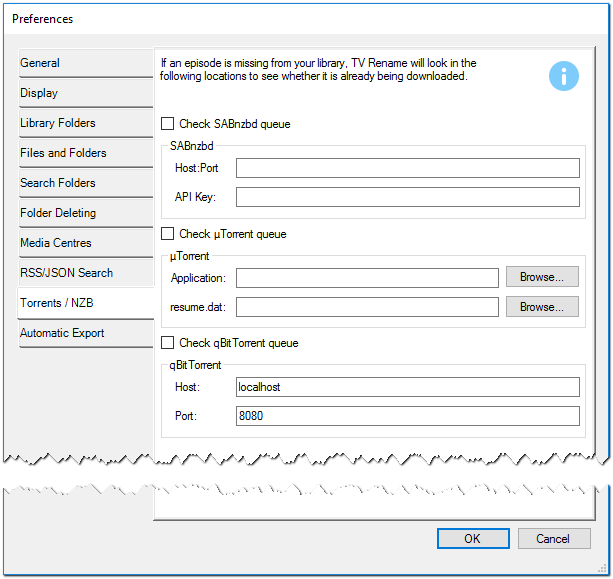 Preferences
General
Display
Library Folders
Files and Folders
Search Folders
Folder Deleting
Media Centres
RSS/JSON Search
Torrents / NZB
Automatic Export
If an episode is missing from your library, TV Rename will look in the
following locations to see whether it is already being downloaded.
Check SABnzbd queue
SABnzbd
Host:Port
API Key:
Check µTorrent queue
µTorrent
Application:
Browse...
resume.dat:
Browse...
Check qBitTorrent queue
qBitTorrent
Host:
localhost
Port:
8080
OK
Cancel